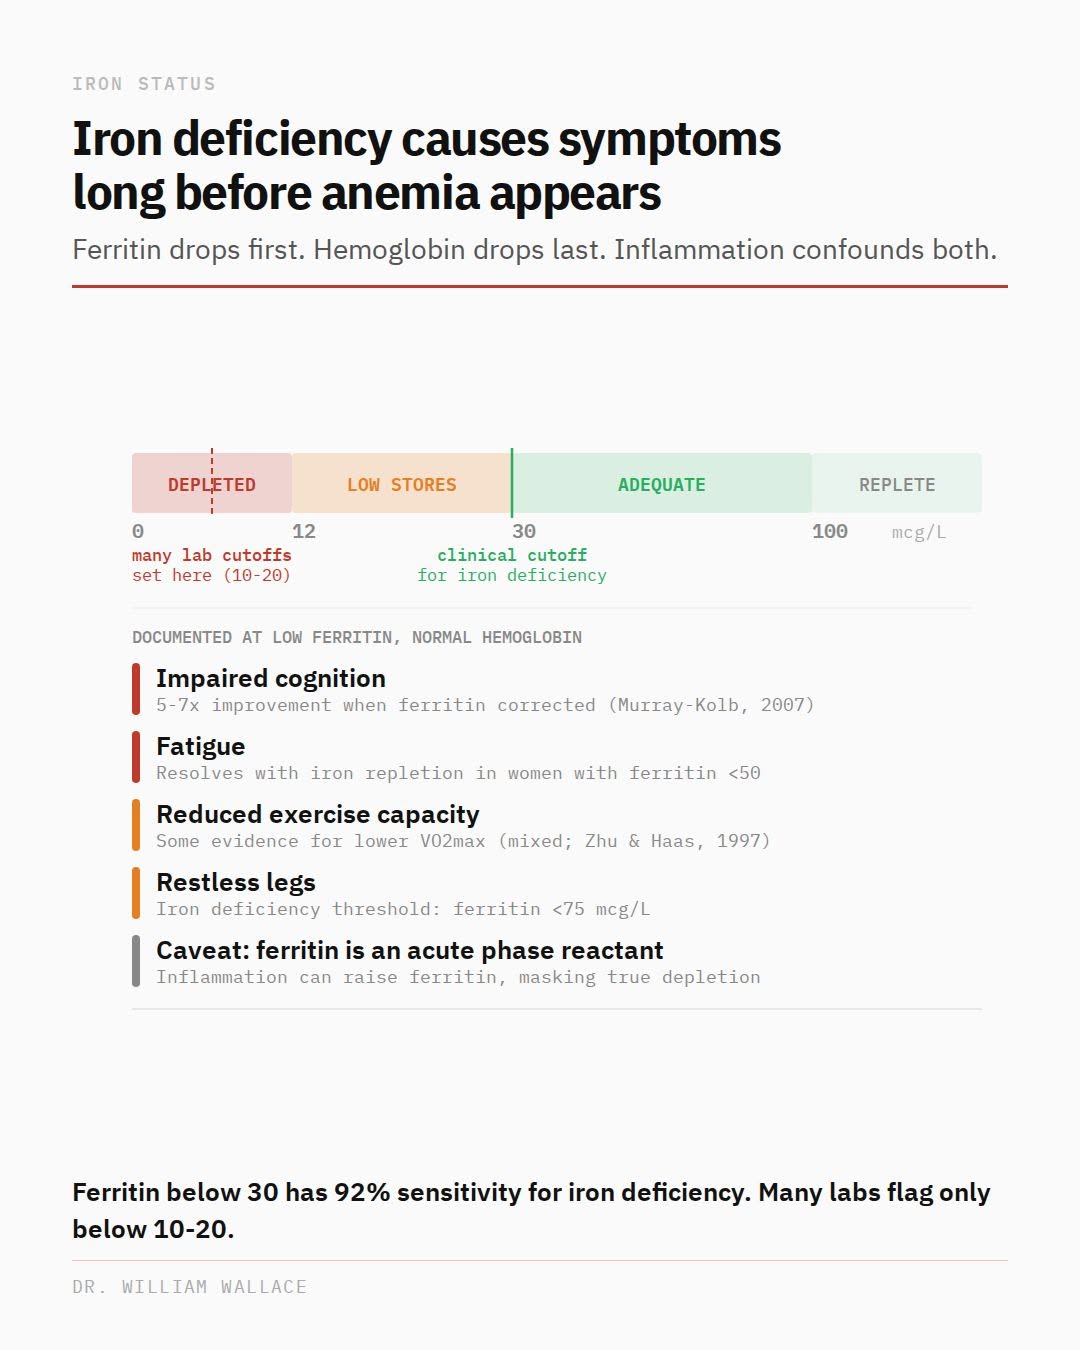 IRON STATUS
Iron deficiency causes symptoms
long before anemia appears
Ferritin drops first. Hemoglobin drops last. Inflammation confounds both.
DEPLETED LOW STORES ADEQUATE REPLETE
0 12 30 100 mcg/L
many lab cutoffs clinical cutoff
set here (10-20) for iron deficiency
DOCUMENTED AT LOW FERRITIN, NORMAL HEMOGLOBIN
Impaired cognition
5-7x improvement when ferritin corrected (Murray-Kolb, 2007)
Fatigue
Resolves with iron repletion in women with ferritin <50
Reduced exercise capacity
Some evidence for lower VO2max (mixed; Zhu & Haas, 1997)
Restless legs
Iron deficiency threshold: ferritin <75 mcg/L
Caveat: ferritin is an acute phase reactant
Inflammation can raise ferritin, masking true depletion
Ferritin below 30 has 92% sensitivity for iron deficiency. Many labs flag only
below 10-20.
DR. WILLIAM WALLACE